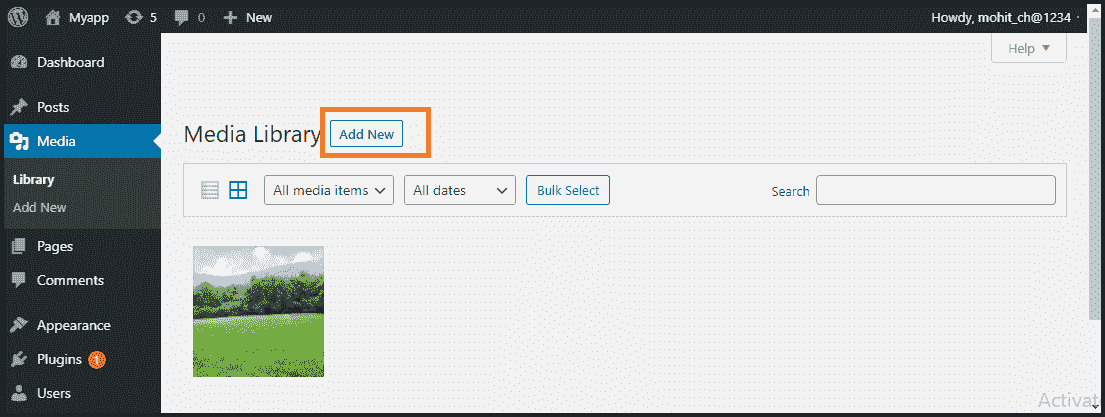 Myapp 5 0 New Howdy, mohit_ch@1234
Help
Dashboard
Posts
Media
Library
Add New
Pages
Comments
Appearance
Plugins 1
Users
Media Library Add New
All media items All dates Bulk Select Search
Activat